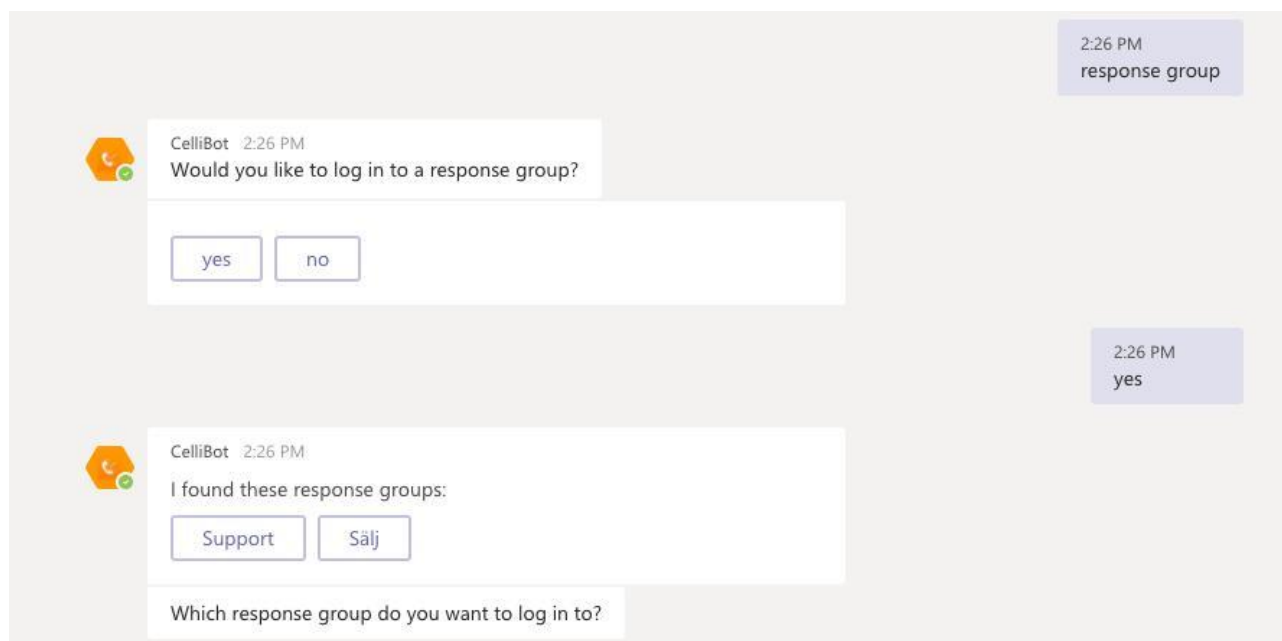 2:26 PM
response group
CelliBot 2:26 PM
Would you like to log in to a response group?
yes no
2:26 PM
yes
CelliBot 2:26 PM
I found these response groups:
Support Sälj
Which response group do you want to log in to?